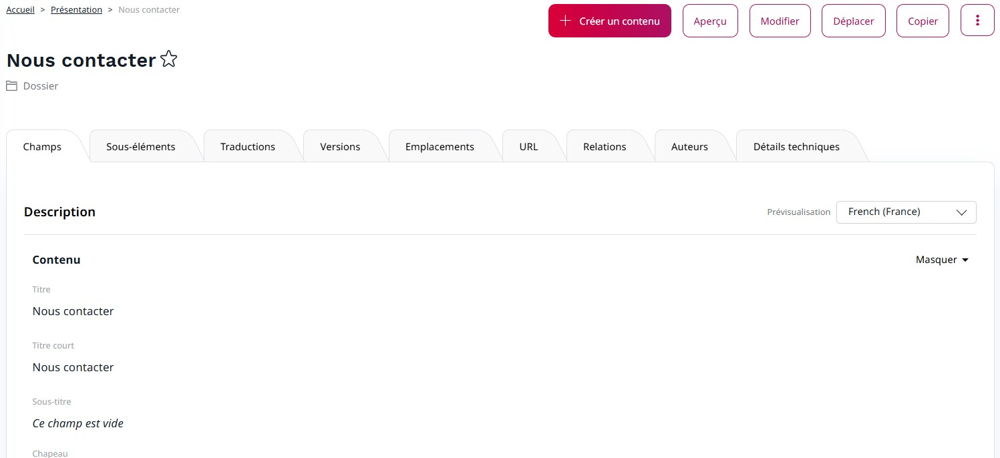 Accueil > Présentation > Nous contacter
Créer un contenu
Aperçu
Modifier
Déplacer
Copier
Nous contacter
Dossier
Champs
Sous-éléments
Traductions
Versions
Emplacements
URL
Relations
Auteurs
Détails techniques
Description
Prévisualisation
French (France)
Contenu
Masquer
Titre
Nous contacter
Titre court
Nous contacter
Sous-titre
Ce champ est vide
Chapeau